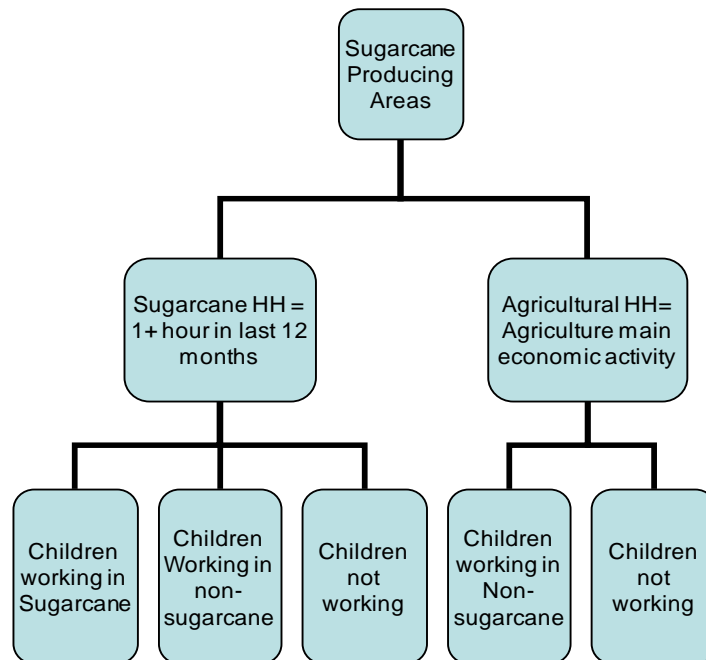 Sugarcane
Producing
Areas
Sugarcane HH =
1+ hour in last 12
months
Agricultural HH=
Agriculture main
economic activity
Children
working in
Sugarcane
Children
Working in
non-
sugarcane
Children
not
working
Children
working in
Non-
sugarcane
Children
not
working